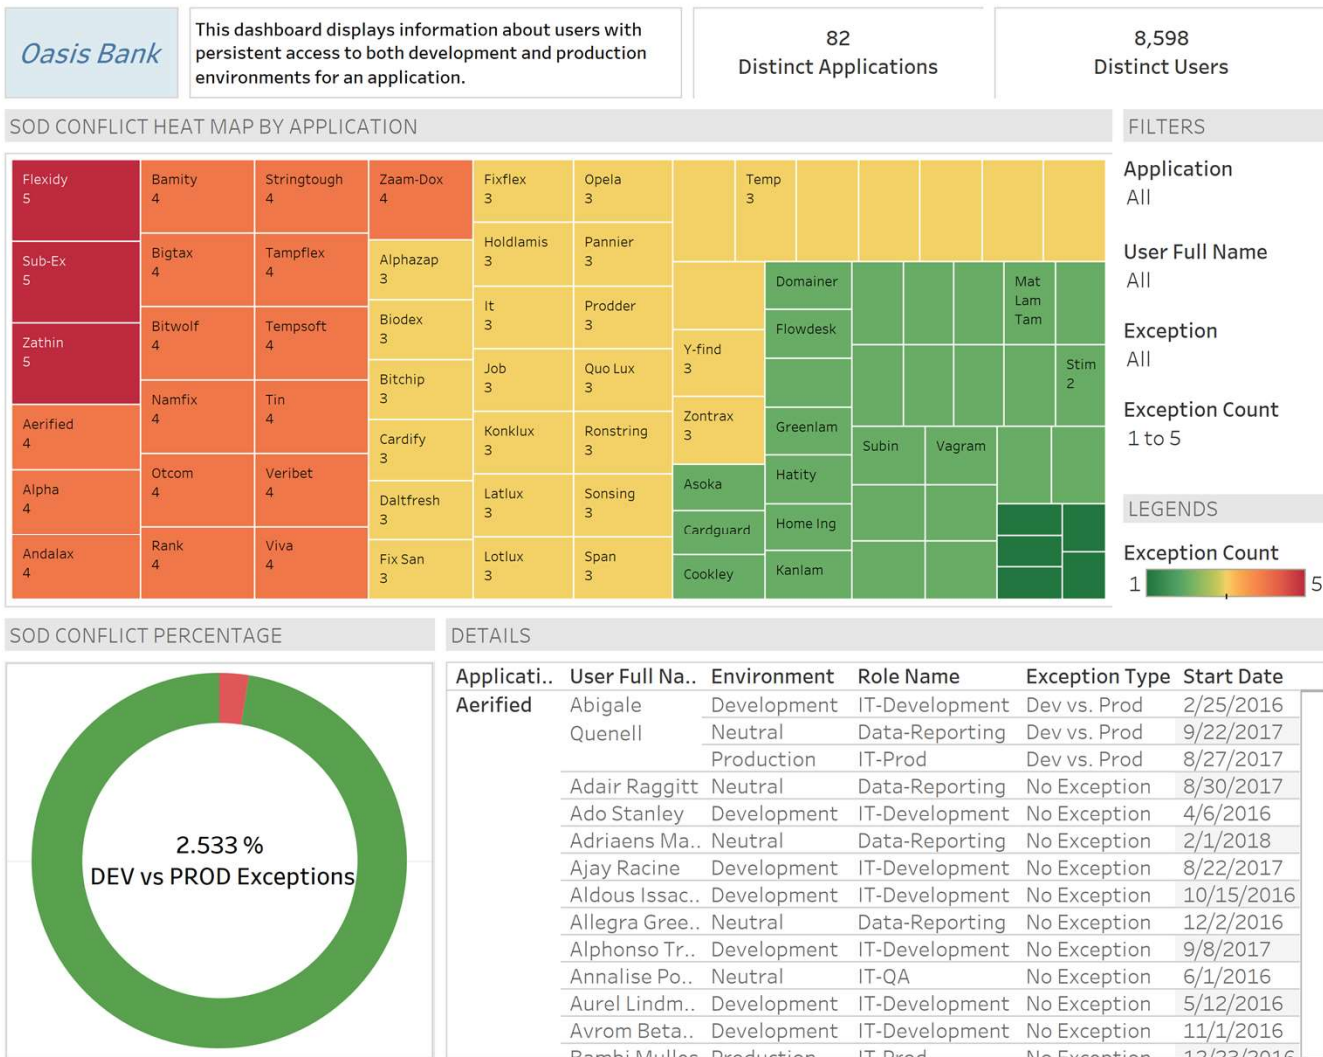 Oasis Bank
This dashboard displays information about users with
persistent access to both development and production
environments for an application.
82
Distinct Applications
8,598
Distinct Users
SOD CONFLICT HEAT MAP BY APPLICATION
Flexidy
5
Sub-Ex
5
Zathin
5
Aerified
4
Alpha
4
Andalax
4
Bamity
4
Bigtax
4
Bitwolf
4
Namfix
4
Otcom
4
Rank
4
Stringtough
4
Tampflex
4
Tempsoft
4
Tin
4
Veribet
4
Viva
4
Zaam-Dox
4
Alphazap
3
Biodex
3
Bitchip
3
Cardify
3
Daltfresh
3
Fix San
3
Fixflex
3
Holdlamis
3
It
3
Job
3
Konklux
3
Latlux
3
Lotlux
3
Opela
3
Pannier
3
Prodder
3
Quo Lux
3
Ronstring
3
Sonsing
3
Span
3
Temp
3
Y-find
3
Zontrax
3
Asoka
Cardguard
Cookley
Domainer
Flowdesk
Greenlam
Hatity
Home Ing
Kanlam
Subin
Vagram
Mat
Lam
Tam
Stim
2
FILTERS
Application
All
User Full Name
All
Exception
All
Exception Count
1 to 5
LEGENDS
Exception Count
1 5
SOD CONFLICT PERCENTAGE
2.533 %
DEV vs PROD Exceptions
DETAILS
Applicati.. User Full Na.. Environment Role Name Exception Type Start Date
Aerified Abigale Development IT-Development Dev vs. Prod 2/25/2016
Quenell Neutral Data-Reporting Dev vs. Prod 9/22/2017
Production IT-Prod Dev vs. Prod 8/27/2017
Adair Raggitt Neutral Data-Reporting No Exception 8/30/2017
Ado Stanley Development IT-Development No Exception 4/6/2016
Adriaens Ma.. Neutral Data-Reporting No Exception 2/1/2018
Ajay Racine Development IT-Development No Exception 8/22/2017
Aldous Issac.. Development IT-Development No Exception 10/15/2016
Allegra Gree.. Neutral Data-Reporting No Exception 12/2/2016
Alphonso Tr.. Development IT-Development No Exception 9/8/2017
Annalise Po.. Neutral IT-QA No Exception 6/1/2016
Aurel Lindm.. Development IT-Development No Exception 5/12/2016
Avrom Beta.. Development IT-Development No Exception 11/1/2016
Production IT-Prod No Exception 12/23/2016